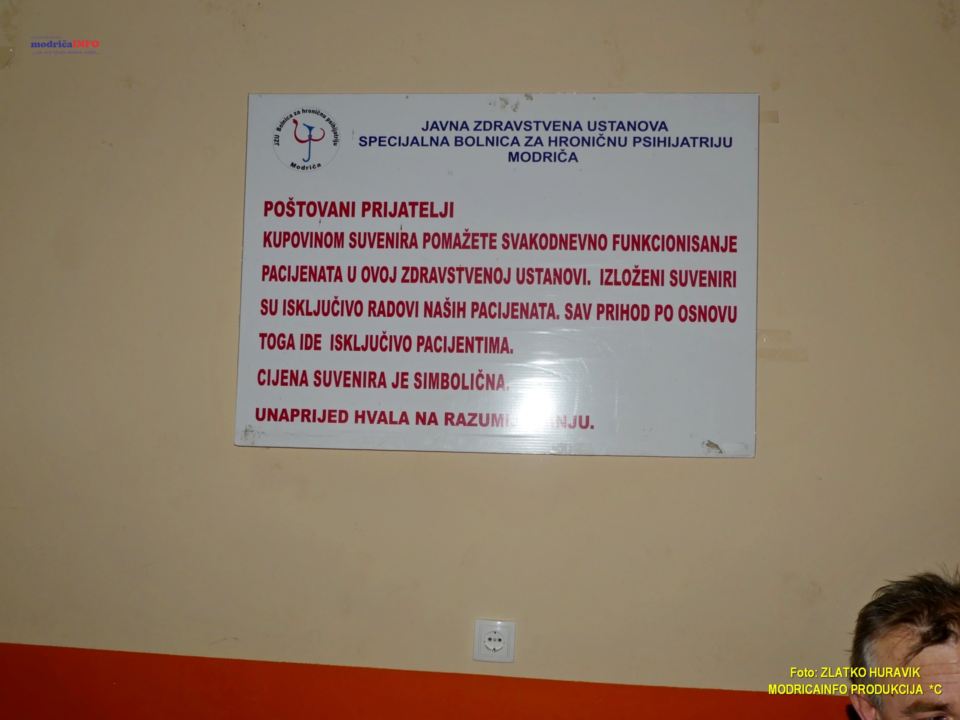 modričaINFO
JZU Bolnica za hroničnu psihijatriju
Modriča
JAVNA ZDRAVSTVENA USTANOVA
SPECIJALNA BOLNICA ZA HRONIČNU PSIHIJATRIJU
MODRIČA
POŠTOVANI PRIJATELJI
KUPOVINOM SUVENIRA POMAŽETE SVAKODNEVNO FUNKCIONISANJE
PACIJENATA U OVOJ ZDRAVSTVENOJ USTANOVI. IZLOŽENI SUVENIRI
SU ISKLJUČIVO RADOVI NAŠIH PACIJENATA. SAV PRIHOD PO OSNOVU
TOGA IDE ISKLJUČIVO PACIJENTIMA.
CIJENA SUVENIRA JE SIMBOLIČNA.
UNAPRIJED HVALA NA RAZUMIJEVANJU.
Foto: ZLATKO HURAVIK
MODRICAINFO PRODUKCIJA *C